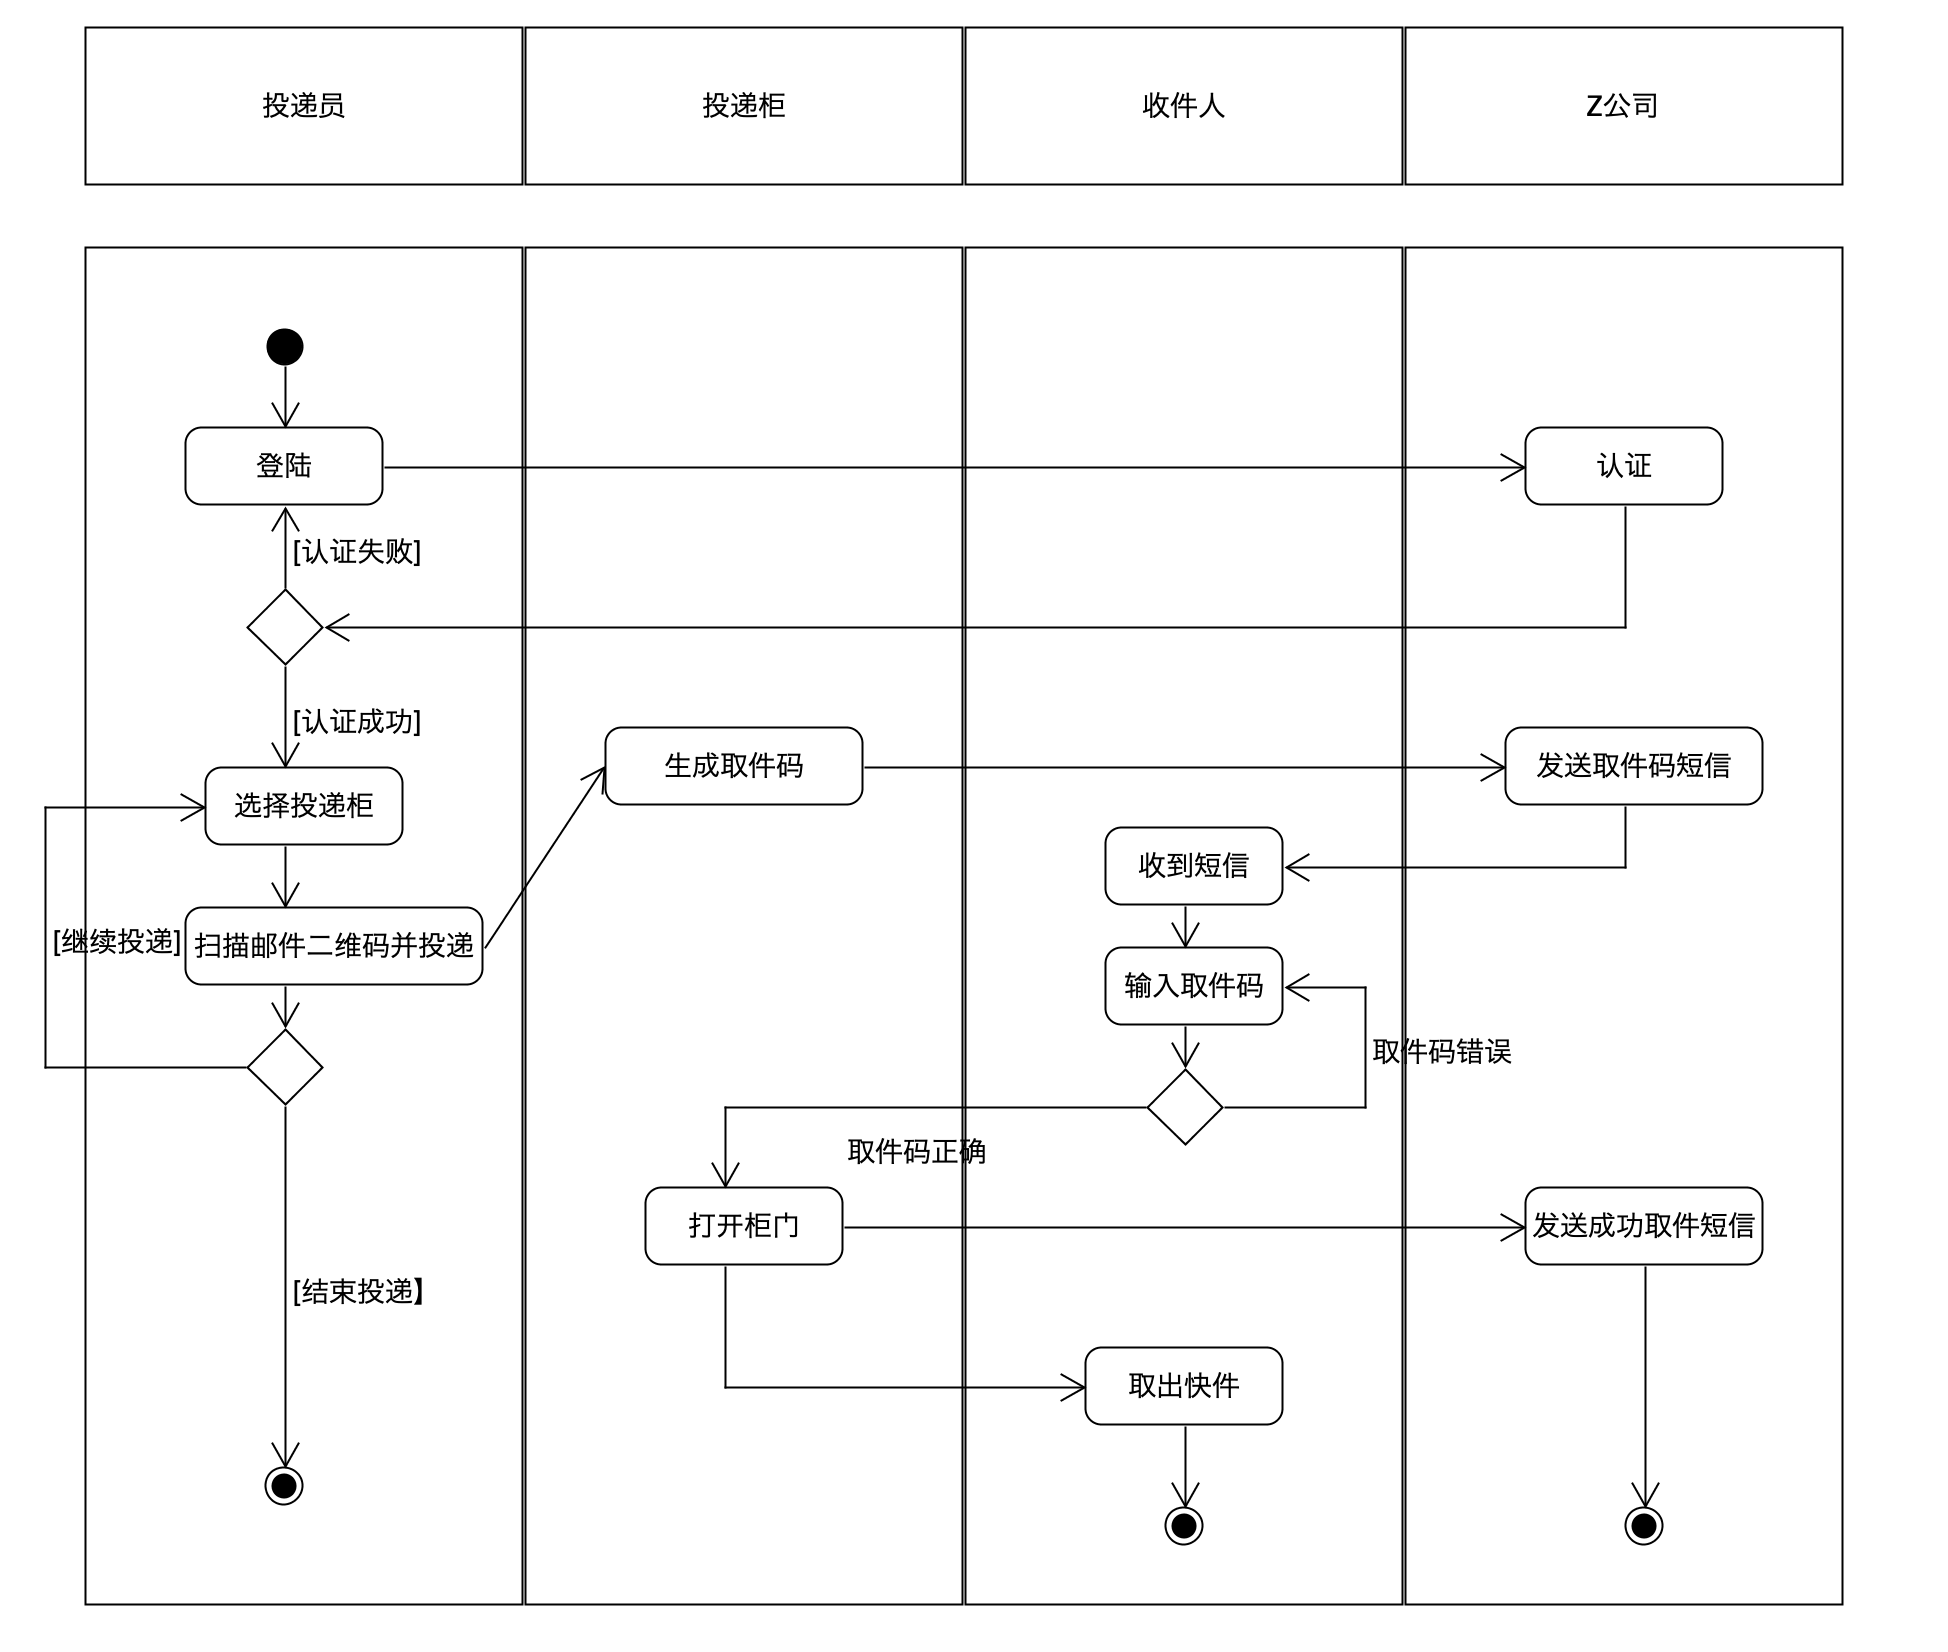 投递员
投递柜
收件人
Z公司
登陆
认证
[认证失败]
[认证成功]
生成取件码
发送取件码短信
选择投递柜
收到短信
[继续投递]
扫描邮件二维码并投递
输入取件码
取件码错误
取件码正确
打开柜门
发送成功取件短信
[结束投递】
取出快件